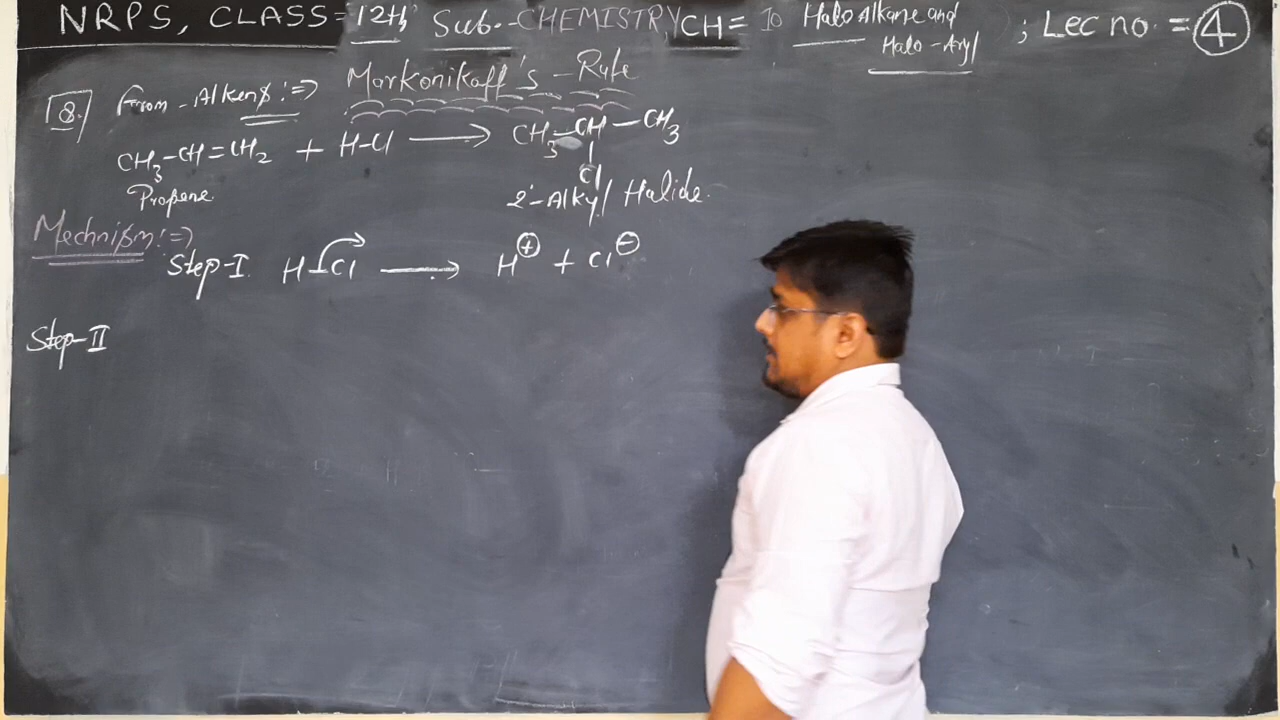 NRPS, CLASS=12th Sub.-CHEMISTRY, CH= 10 Halo Alkane and Halo-Aryl ; Lec no. = 4
8. From-Alkens:⇒ Markonikoff's-Rule
CH3-CH=CH2 + H-Cl → CH3-CH-CH3
Cl
Propene 2°-Alkyl Halide.
Mechnism:⇒
Step-I H-Cl → H⊕ + Cl⊖
Step-II